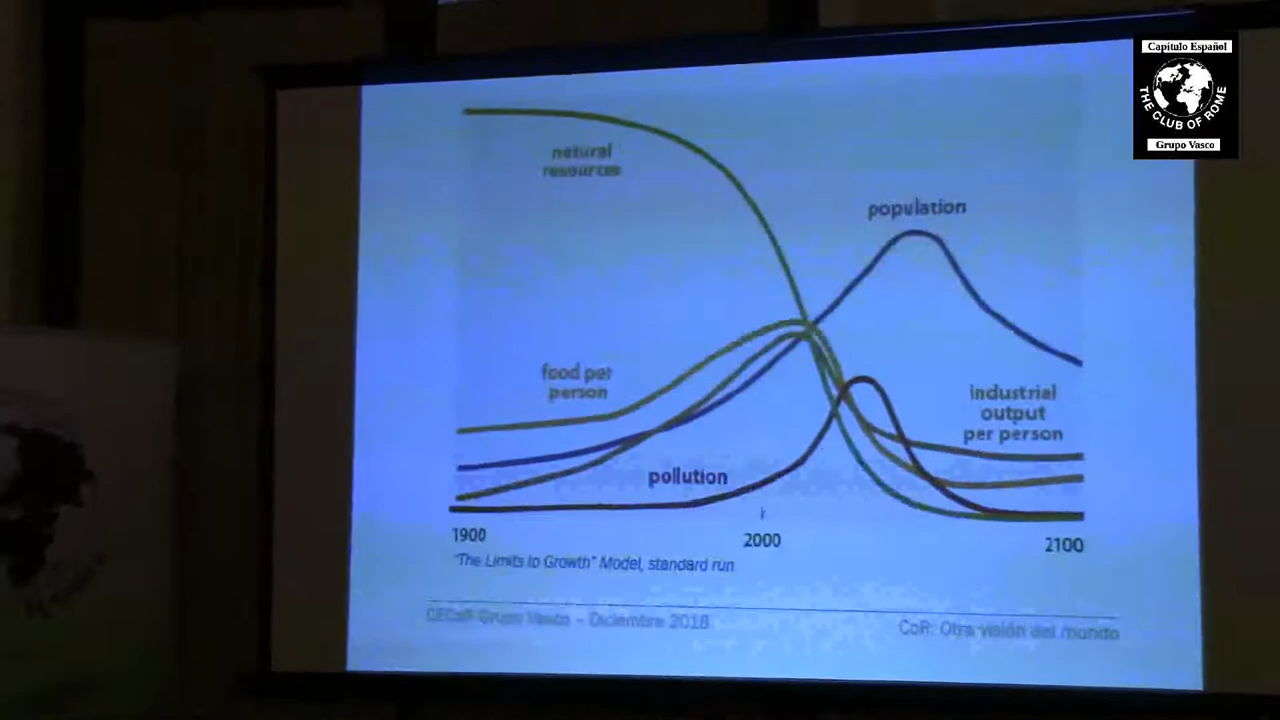 Capítulo Español
THE CLUB OF ROME
Grupo Vasco
natural
resources
population
food per
person
industrial
output
per person
pollution
1900
2000
2100
"The Limits to Growth" Model, standard run
CECoR Grupo Vasco – Diciembre 2018
CoR: Otra visión del mundo